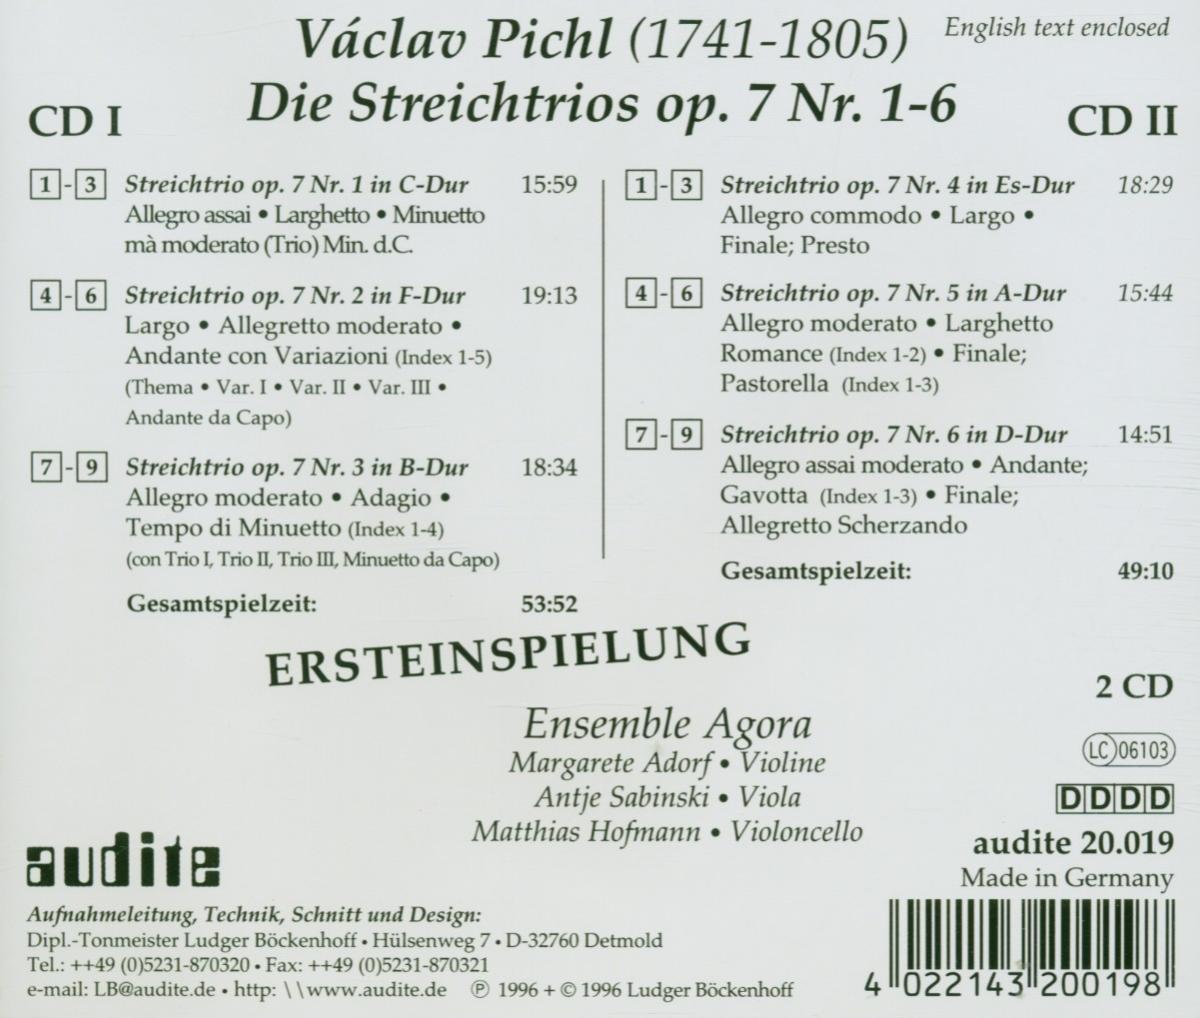 Václav Pichl (1741-1805)
English text enclosed
Die Streichtrios op. 7 Nr. 1-6
CD I
1 - 3 Streichtrio op. 7 Nr. 1 in C-Dur 15:59
Allegro assai • Larghetto • Minuetto
mà moderato (Trio) Min. d.C.
4 - 6 Streichtrio op. 7 Nr. 2 in F-Dur 19:13
Largo • Allegretto moderato •
Andante con Variazioni (Index 1-5)
(Thema • Var. I • Var. II • Var. III •
Andante da Capo)
7 - 9 Streichtrio op. 7 Nr. 3 in B-Dur 18:34
Allegro moderato • Adagio •
Tempo di Minuetto (Index 1-4)
(con Trio I, Trio II, Trio III, Minuetto da Capo)
Gesamtspielzeit: 53:52
CD II
1 - 3 Streichtrio op. 7 Nr. 4 in Es-Dur 18:29
Allegro commodo • Largo •
Finale; Presto
4 - 6 Streichtrio op. 7 Nr. 5 in A-Dur 15:44
Allegro moderato • Larghetto
Romance (Index 1-2) • Finale;
Pastorella (Index 1-3)
7 - 9 Streichtrio op. 7 Nr. 6 in D-Dur 14:51
Allegro assai moderato • Andante;
Gavotta (Index 1-3) • Finale;
Allegretto Scherzando
Gesamtspielzeit: 49:10
ERSTEINSPIELUNG
Ensemble Agora
Margarete Adorf • Violine
Antje Sabinski • Viola
Matthias Hofmann • Violoncello
2 CD
LC 06103
DDDD
audite 20.019
Made in Germany
audite
Aufnahmeleitung, Technik, Schnitt und Design:
Dipl.-Tonmeister Ludger Böckenhoff • Hülsenweg 7 • D-32760 Detmold
Tel.: ++49 (0)5231-870320 • Fax: ++49 (0)5231-870321
e-mail: LB@audite.de • http: \\www.audite.de ℗ 1996 + © 1996 Ludger Böckenhoff
4 022143 200198